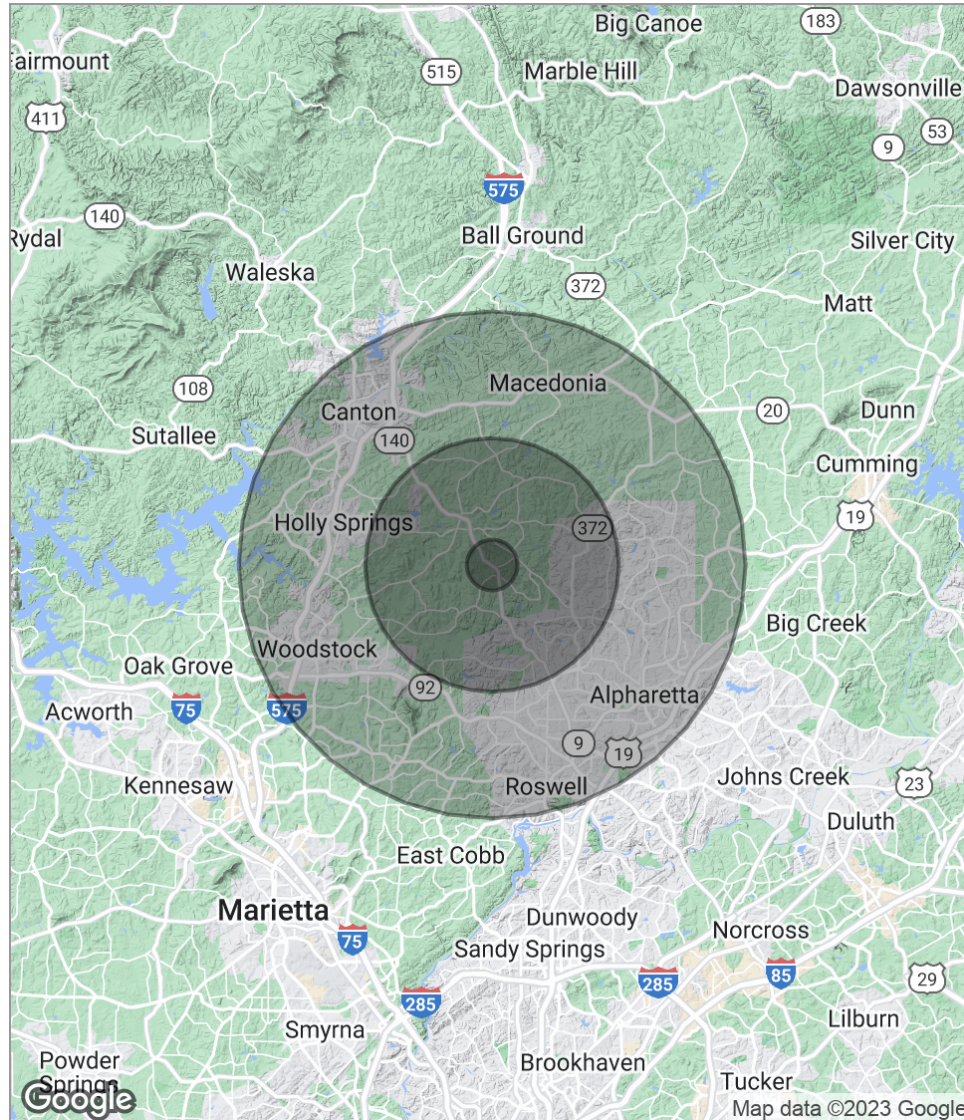 Big Canoe
183
Fairmount
515
Marble Hill
Dawsonville
411
53
9
575
140
Rydal
Ball Ground
Silver City
Waleska
372
Matt
108
Macedonia
20
Dunn
Canton
Sutallee
140
Cumming
19
Holly Springs
372
Big Creek
Woodstock
Oak Grove
92
Alpharetta
75
575
Acworth
9
19
Johns Creek
23
Kennesaw
Roswell
Duluth
East Cobb
Marietta
Dunwoody
75
Sandy Springs
Norcross
285
85
29
285
Smyrna
Lilburn
Brookhaven
Powder
Springs
Tucker
Google
Map data ©2023 Google